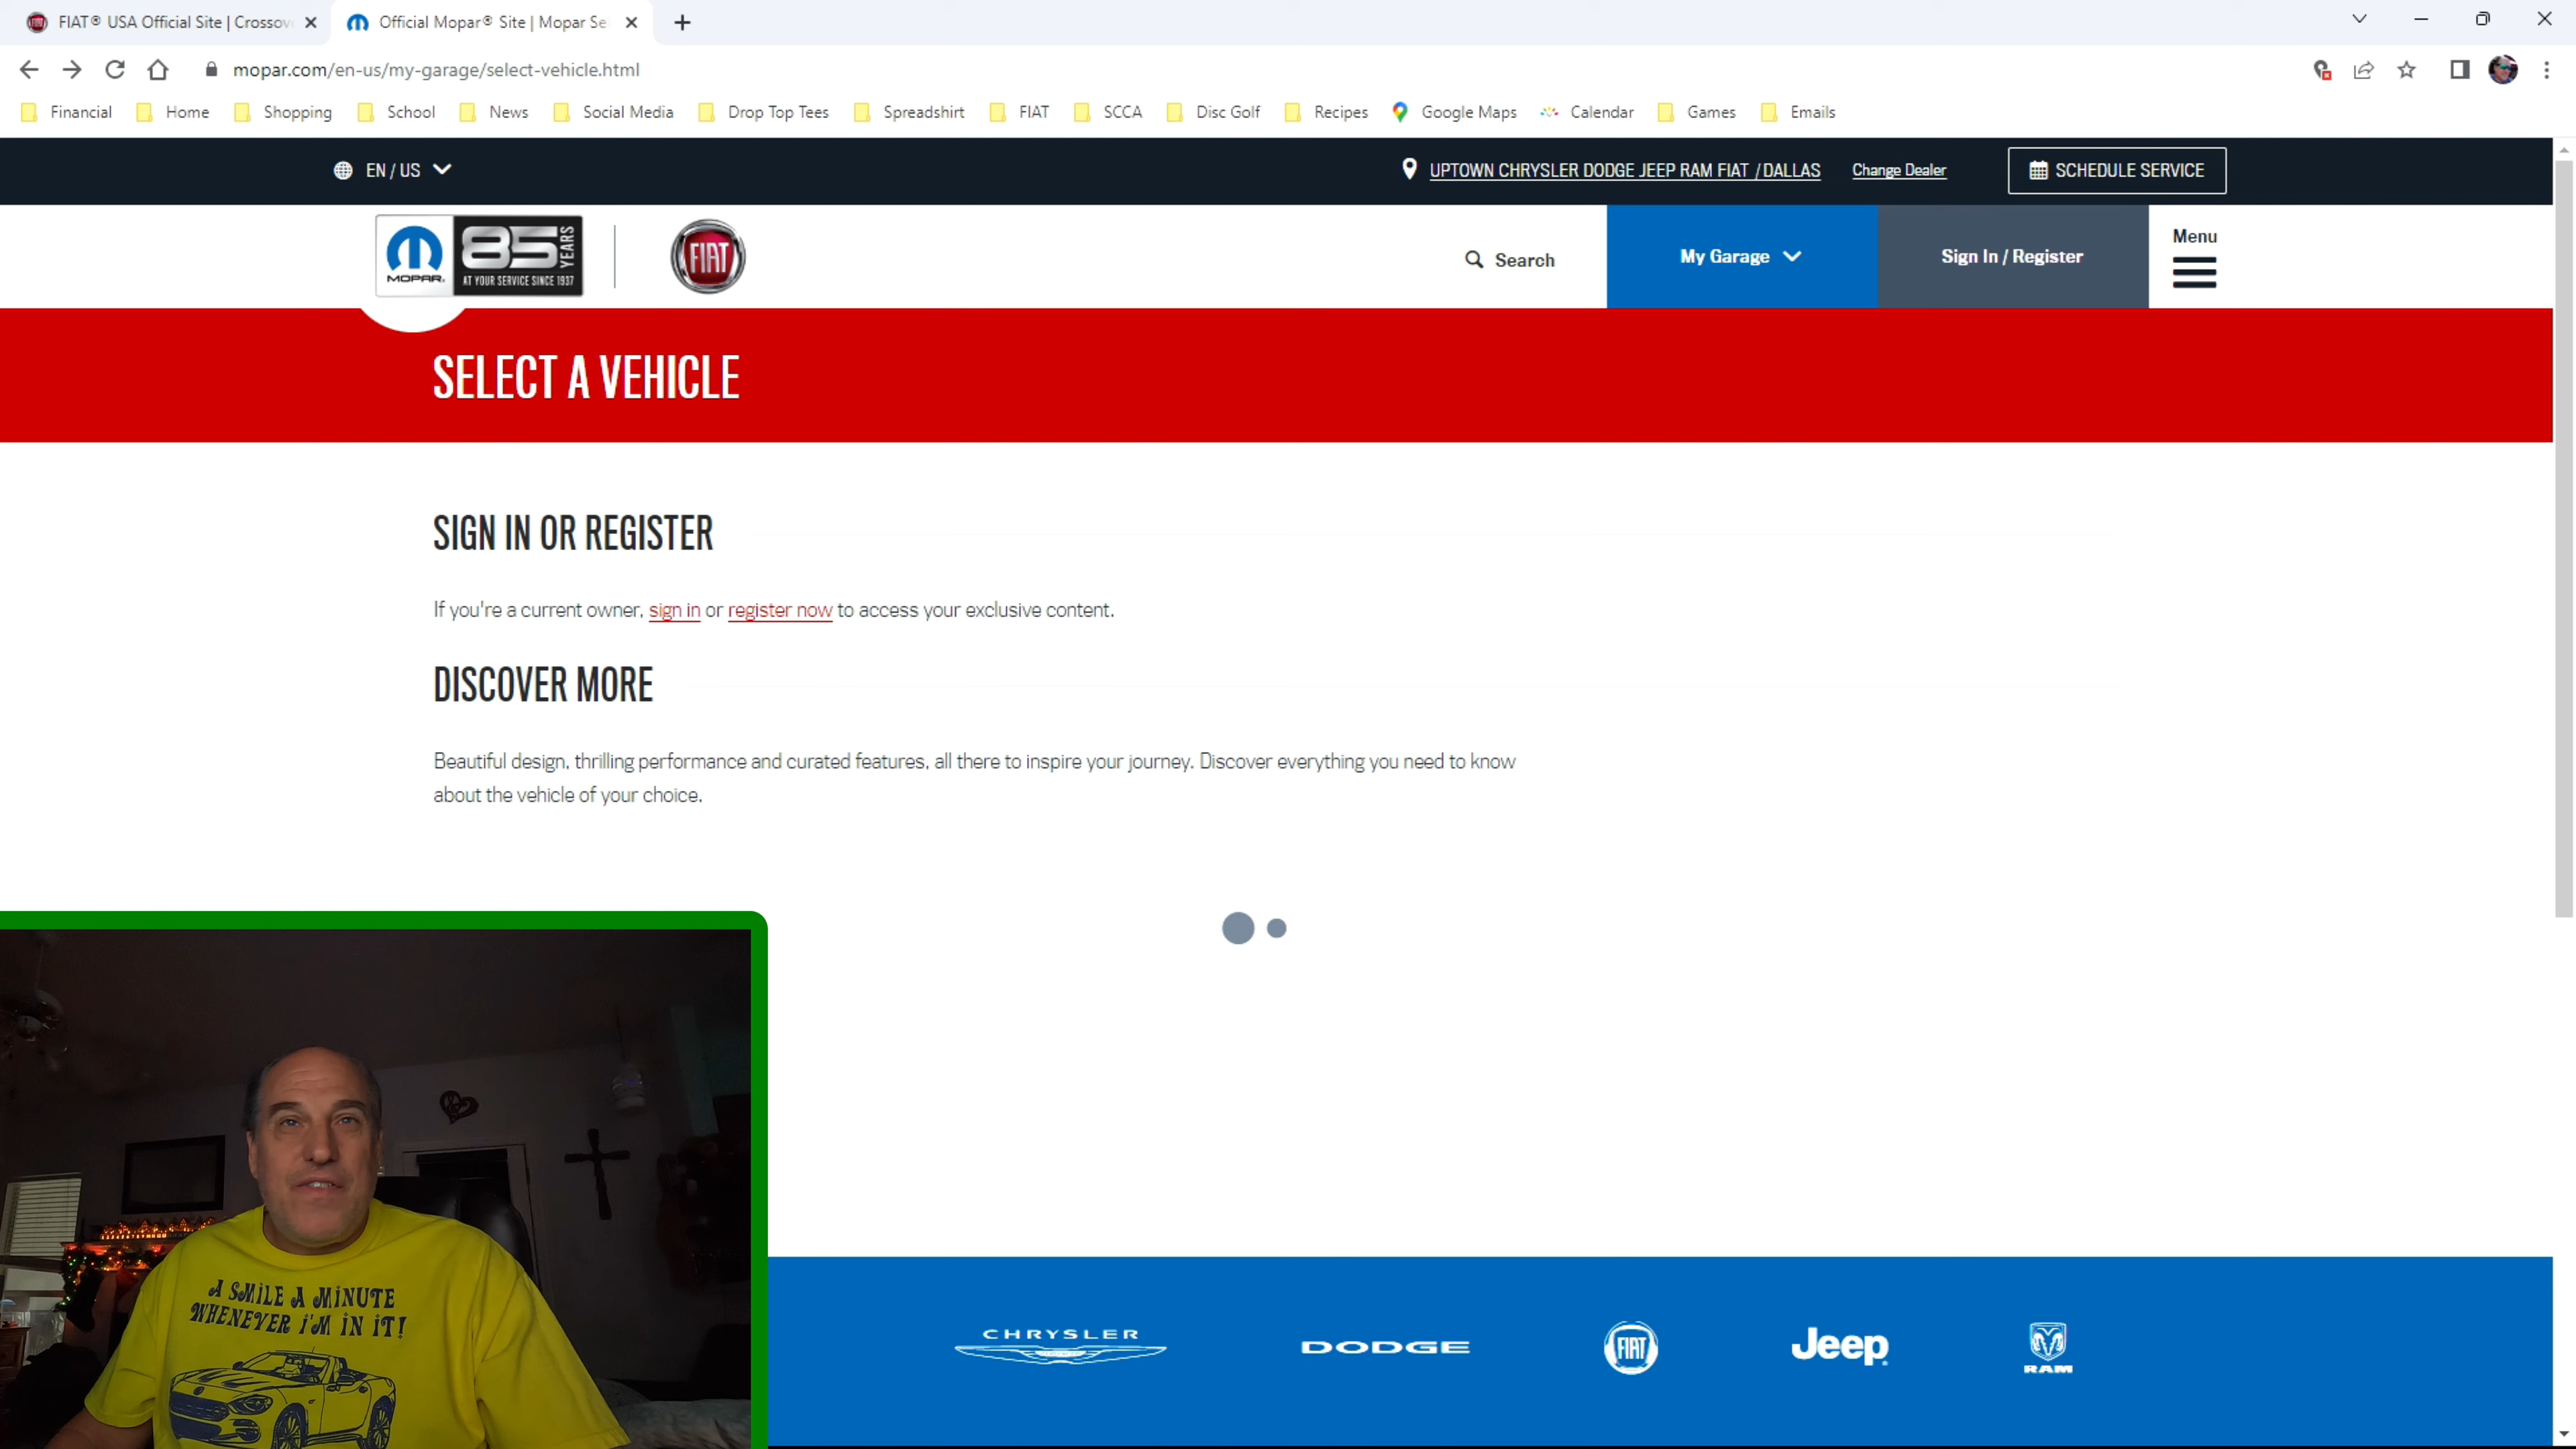 FIAT® USA Official Site | Crossov
Official Mopar® Site | Mopar Se
mopar.com/en-us/my-garage/select-vehicle.html
Financial Home Shopping School News Social Media Drop Top Tees Spreadshirt FIAT SCCA Disc Golf Recipes Google Maps Calendar Games Emails
EN / US
UPTOWN CHRYSLER DODGE JEEP RAM FIAT / DALLAS Change Dealer SCHEDULE SERVICE
MOPAR. 85 YEARS
AT YOUR SERVICE SINCE 1937
FIAT
Search My Garage Sign In / Register Menu
SELECT A VEHICLE
SIGN IN OR REGISTER
If you're a current owner, sign in or register now to access your exclusive content.
DISCOVER MORE
Beautiful design, thrilling performance and curated features, all there to inspire your journey. Discover everything you need to know
about the vehicle of your choice.
A SMILE A MINUTE
WHENEVER I'M IN IT!
CHRYSLER DODGE FIAT Jeep RAM